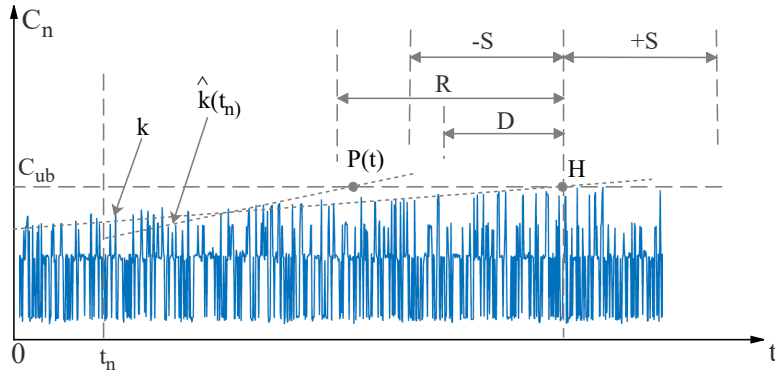 C_n
-S
+S
R
k̂(t_n)
D
k
P(t)
C_ub
H
0
t_n
t